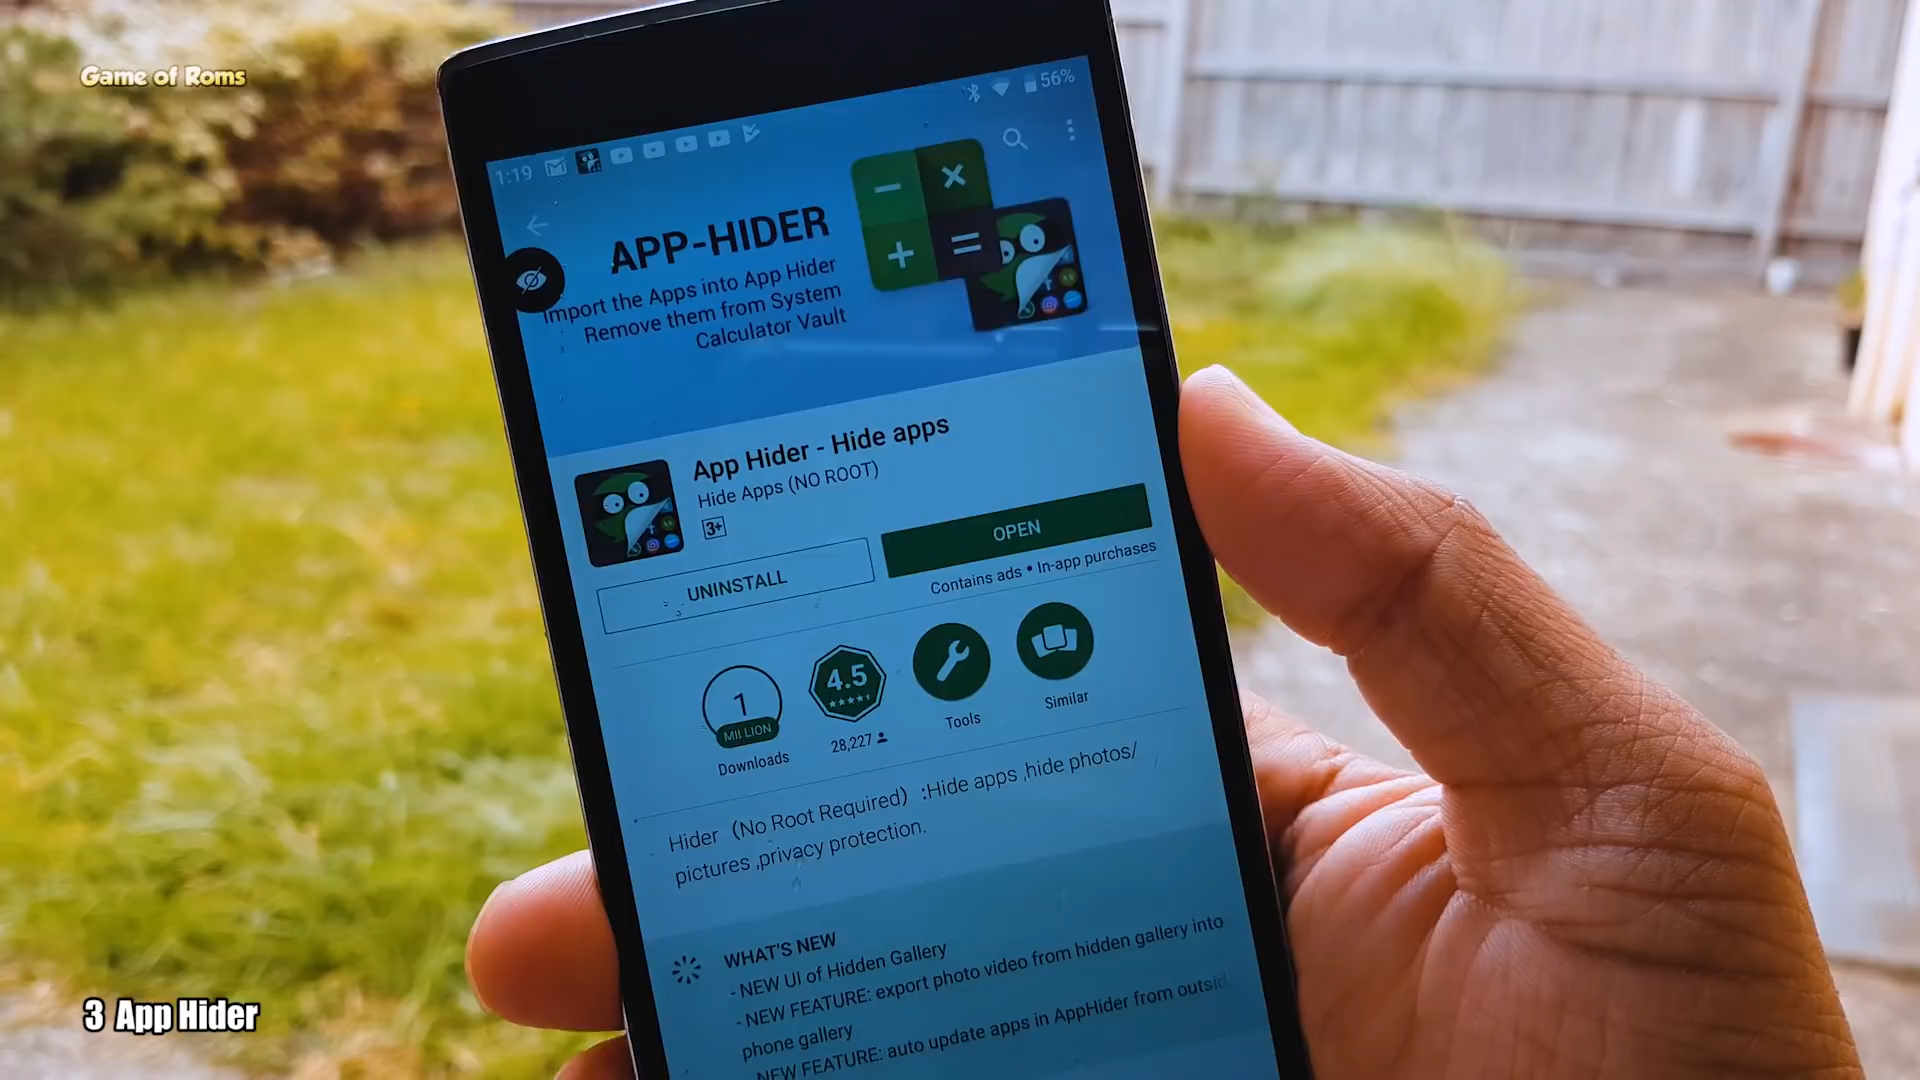 Game of Roms
56%
1:19
APP-HIDER
Import the Apps into App Hider
Remove them from System
Calculator Vault
App Hider - Hide apps
Hide Apps (NO ROOT)
3+
UNINSTALL
OPEN
Contains ads • In-app purchases
1
MILLION
Downloads
4.5
28,227
Tools
Similar
Hider（No Root Required）:Hide apps ,hide photos/
pictures ,privacy protection.
WHAT'S NEW
- NEW UI of Hidden Gallery
- NEW FEATURE: export photo video from hidden gallery into
phone gallery
- NEW FEATURE: auto update apps in AppHider from outsid
3 App Hider